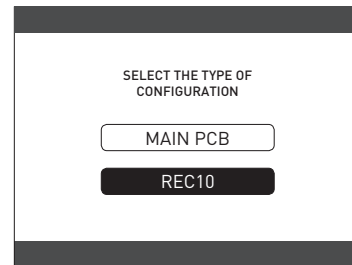 SELECT THE TYPE OF
CONFIGURATION
MAIN PCB
REC10